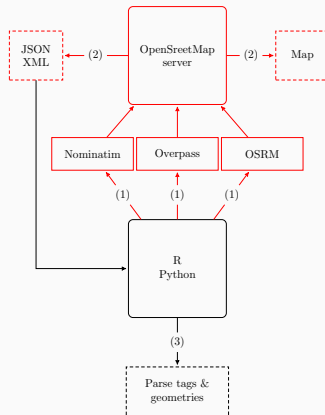 JSON
XML
(2)
OpenSreetMap
server
(2)
Map
Nominatim
Overpass
OSRM
(1)
(1)
(1)
R
Python
(3)
Parse tags &
geometries